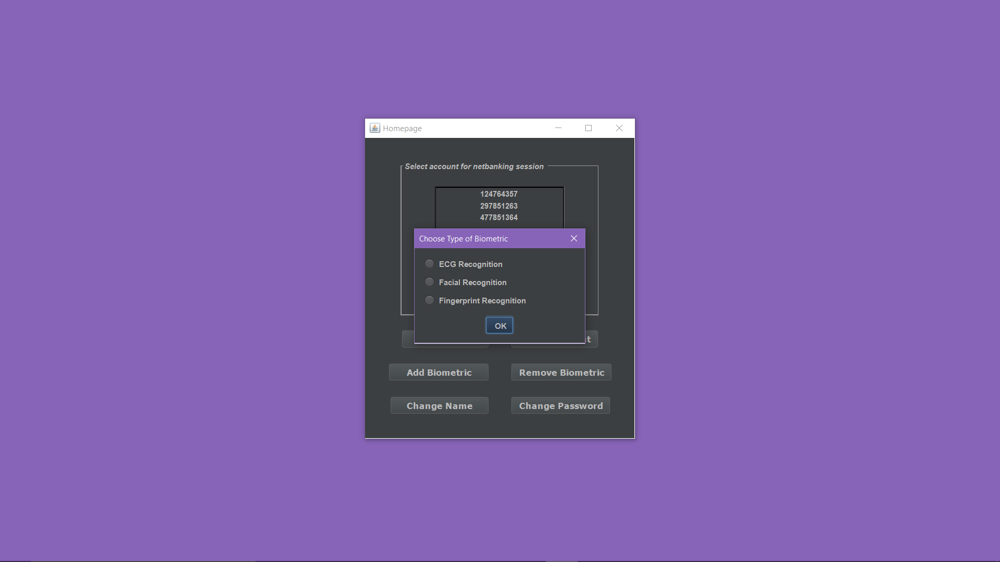 Homepage
Select account for netbanking session
124764357
297851263
477851364
Choose Type of Biometric
ECG Recognition
Facial Recognition
Fingerprint Recognition
OK
Add Biometric
Remove Biometric
Change Name
Change Password